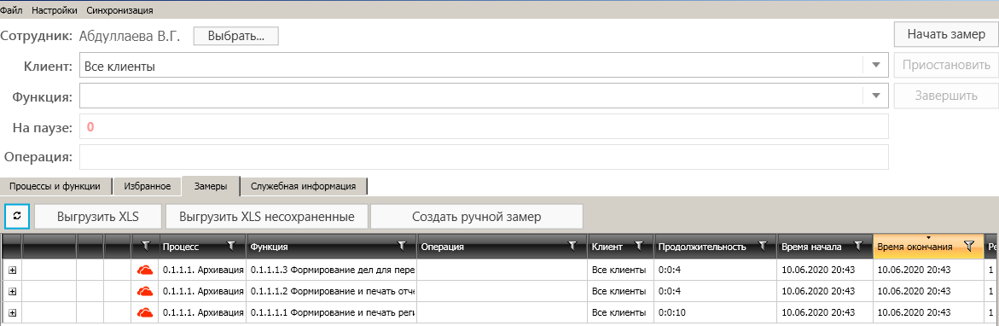 Файл Настройки Синхронизация
Сотрудник: Абдуллаева В.Г. Выбрать... Начать замер
Клиент: Все клиенты Приостановить
Функция: Завершить
На паузе: 0
Операция:
Процессы и функции Избранное Замеры Служебная информация
Выгрузить XLS Выгрузить XLS несохраненные Создать ручной замер
Процесс Функция Операция Клиент Продолжительность Время начала Время окончания Ре
0.1.1.1. Архивация 0.1.1.1.3 Формирование дел для пере Все клиенты 0:0:4 10.06.2020 20:43 10.06.2020 20:43 1
0.1.1.1. Архивация 0.1.1.1.2 Формирование и печать отче Все клиенты 0:0:4 10.06.2020 20:43 10.06.2020 20:43 1
0.1.1.1. Архивация 0.1.1.1.1 Формирование и печать рег Все клиенты 0:0:10 10.06.2020 20:43 10.06.2020 20:43 1